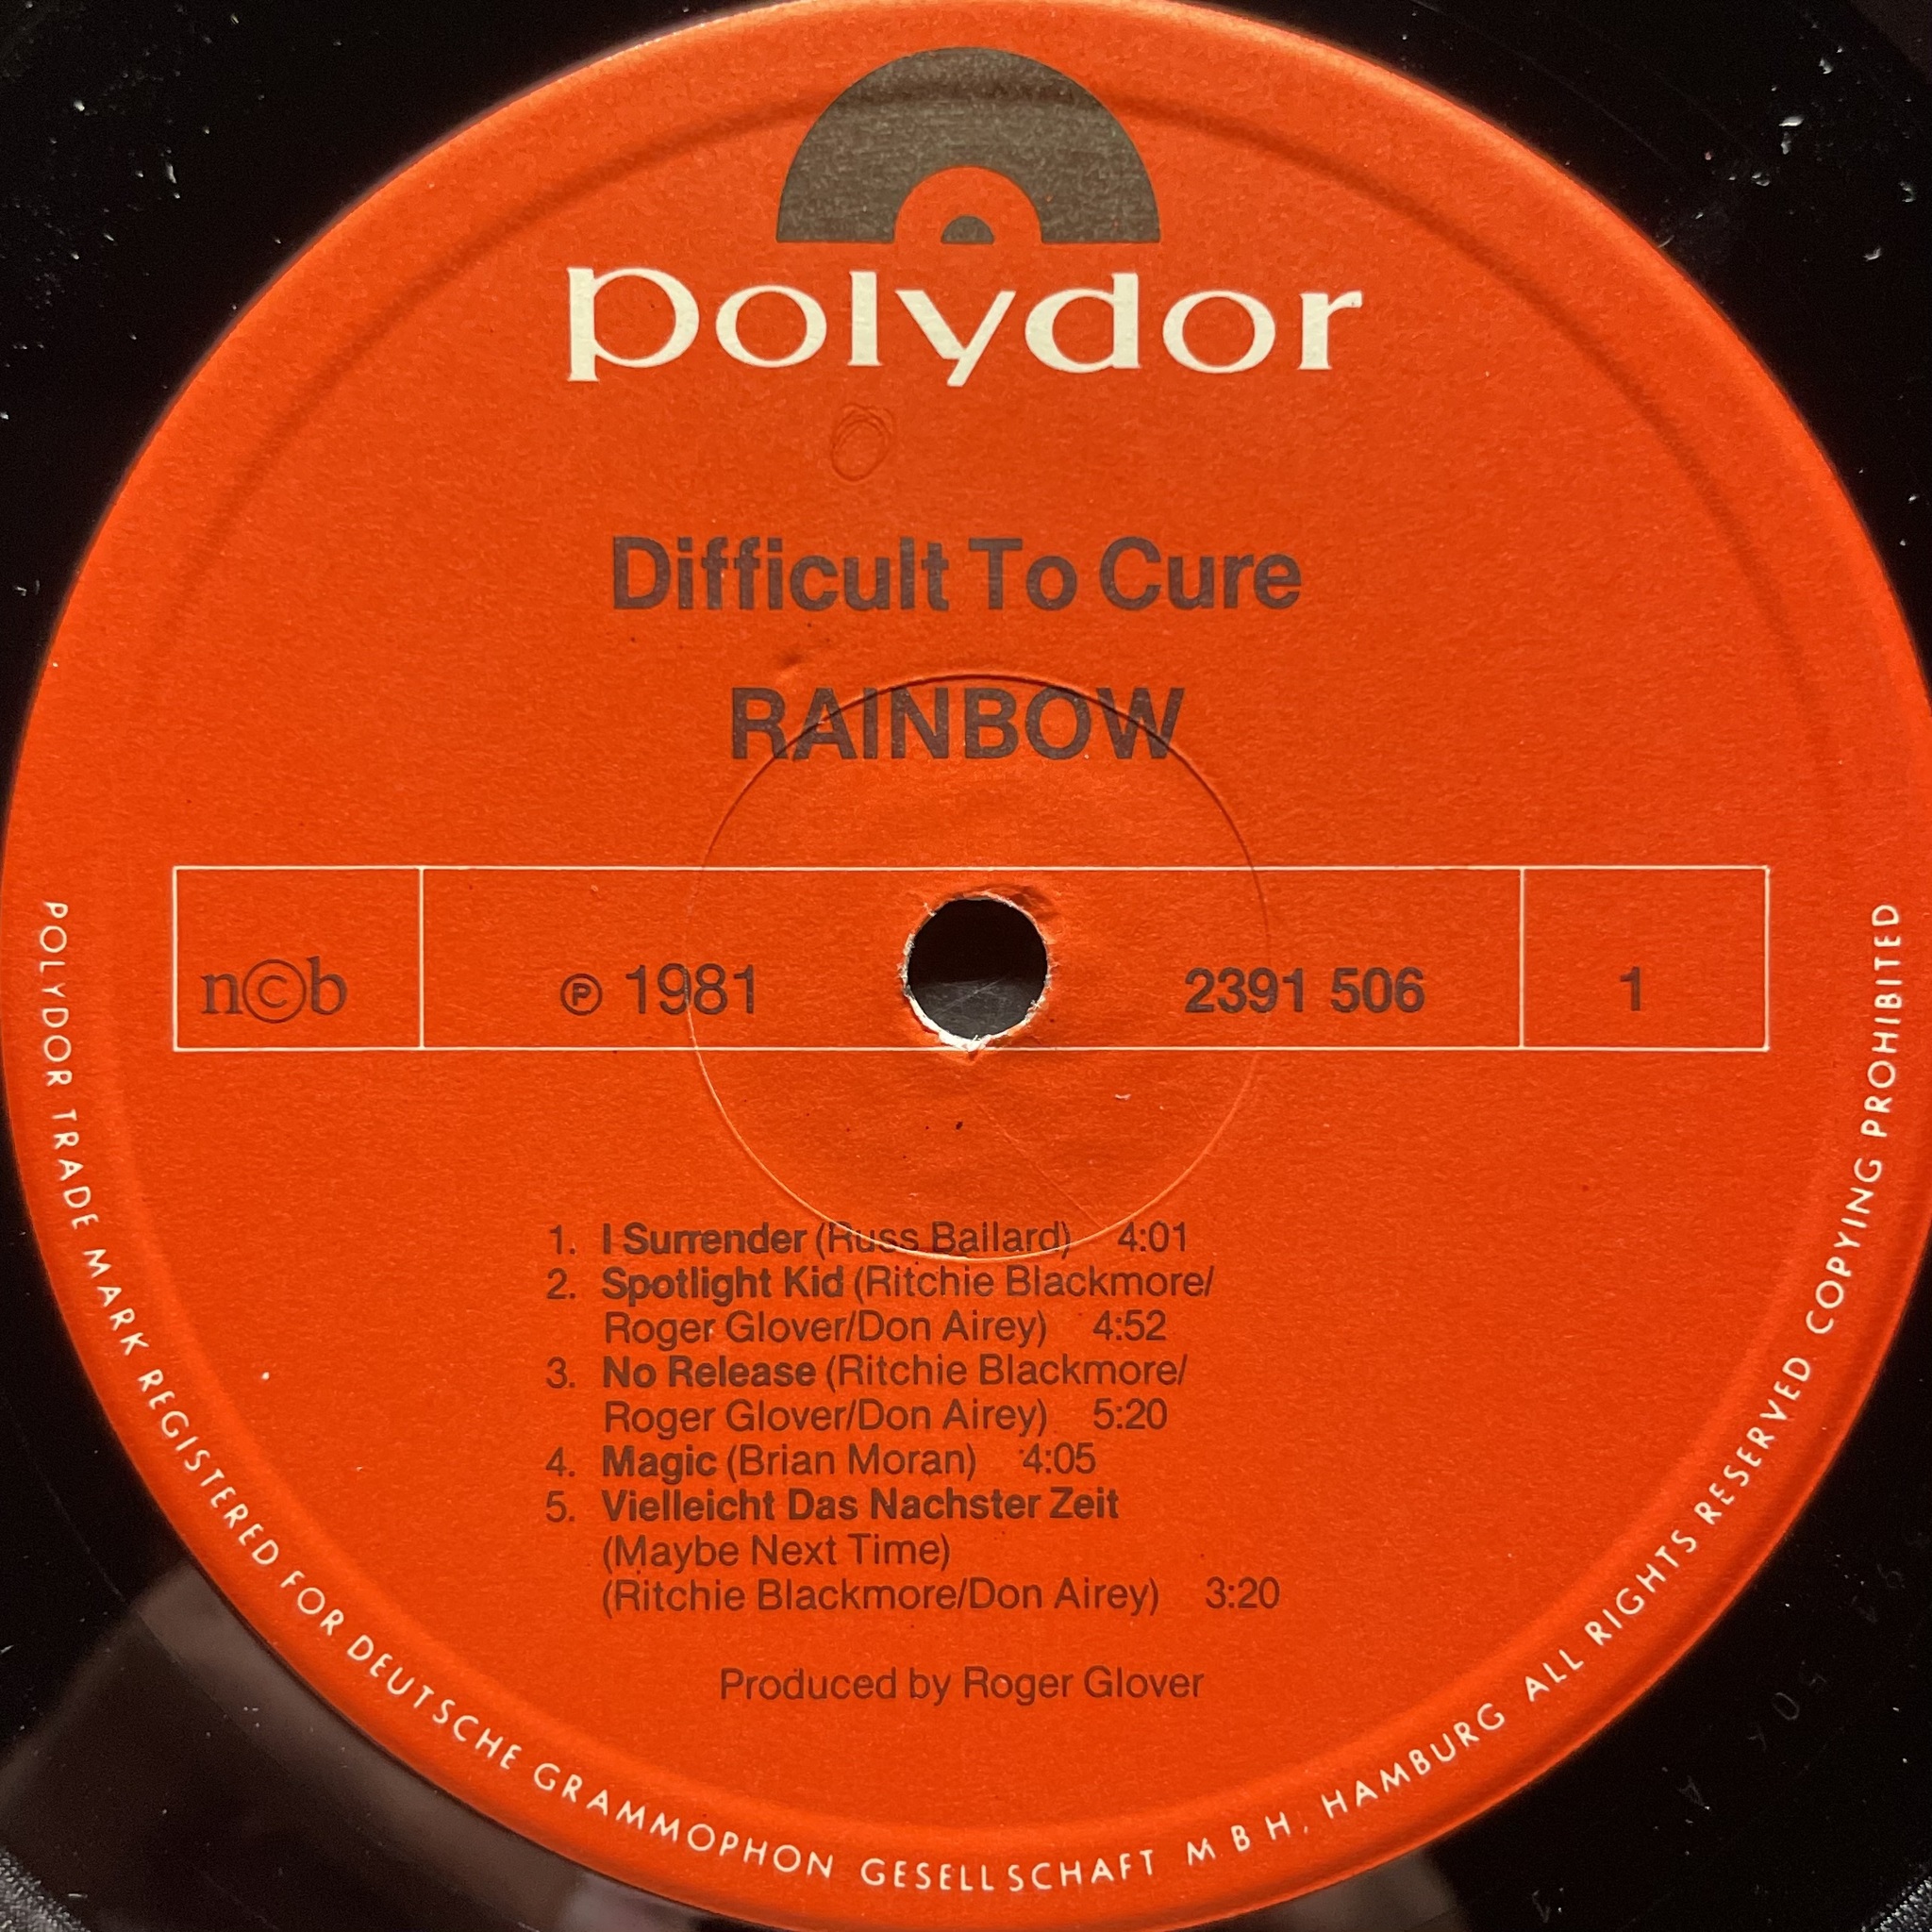 polydor
Difficult To Cure
RAINBOW
n©b ℗ 1981 2391 506 1
1. I Surrender (Russ Ballard) 4:01
2. Spotlight Kid (Ritchie Blackmore/
Roger Glover/Don Airey) 4:52
3. No Release (Ritchie Blackmore/
Roger Glover/Don Airey) 5:20
4. Magic (Brian Moran) 4:05
5. Vielleicht Das Nachster Zeit
(Maybe Next Time)
(Ritchie Blackmore/Don Airey) 3:20
Produced by Roger Glover
POLYDOR TRADE MARK REGISTERED FOR DEUTSCHE GRAMMOPHON GESELLSCHAFT M B H, HAMBURG ALL RIGHTS RESERVED COPYING PROHIBITED